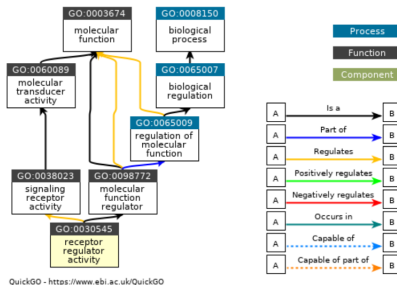 GO:0003674
molecular
function
GO:0008150
biological
process
GO:0060089
molecular
transducer
activity
GO:0065007
biological
regulation
GO:0065009
regulation of
molecular
function
GO:0038023
signaling
receptor
activity
GO:0098772
molecular
function
regulator
GO:0030545
receptor
regulator
activity
QuickGO - https://www.ebi.ac.uk/QuickGO
Process
Function
Component
A Is a B
A Part of B
A Regulates B
A Positively regulates B
A Negatively regulates B
A Occurs in B
A Capable of B
A Capable of part of B